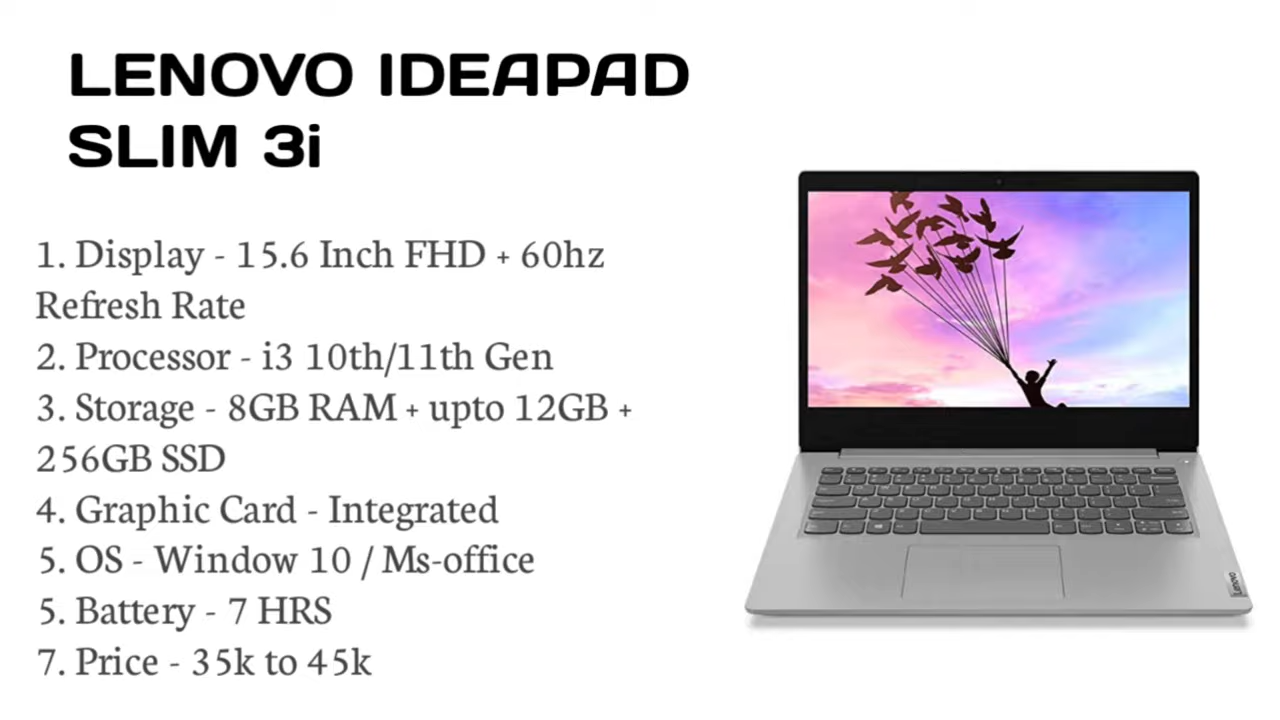 LENOVO IDEAPAD
SLIM 3i
1. Display - 15.6 Inch FHD + 60hz
Refresh Rate
2. Processor - i3 10th/11th Gen
3. Storage - 8GB RAM + upto 12GB +
256GB SSD
4. Graphic Card - Integrated
5. OS - Window 10 / Ms-office
5. Battery - 7 HRS
7. Price - 35k to 45k
Lenovo